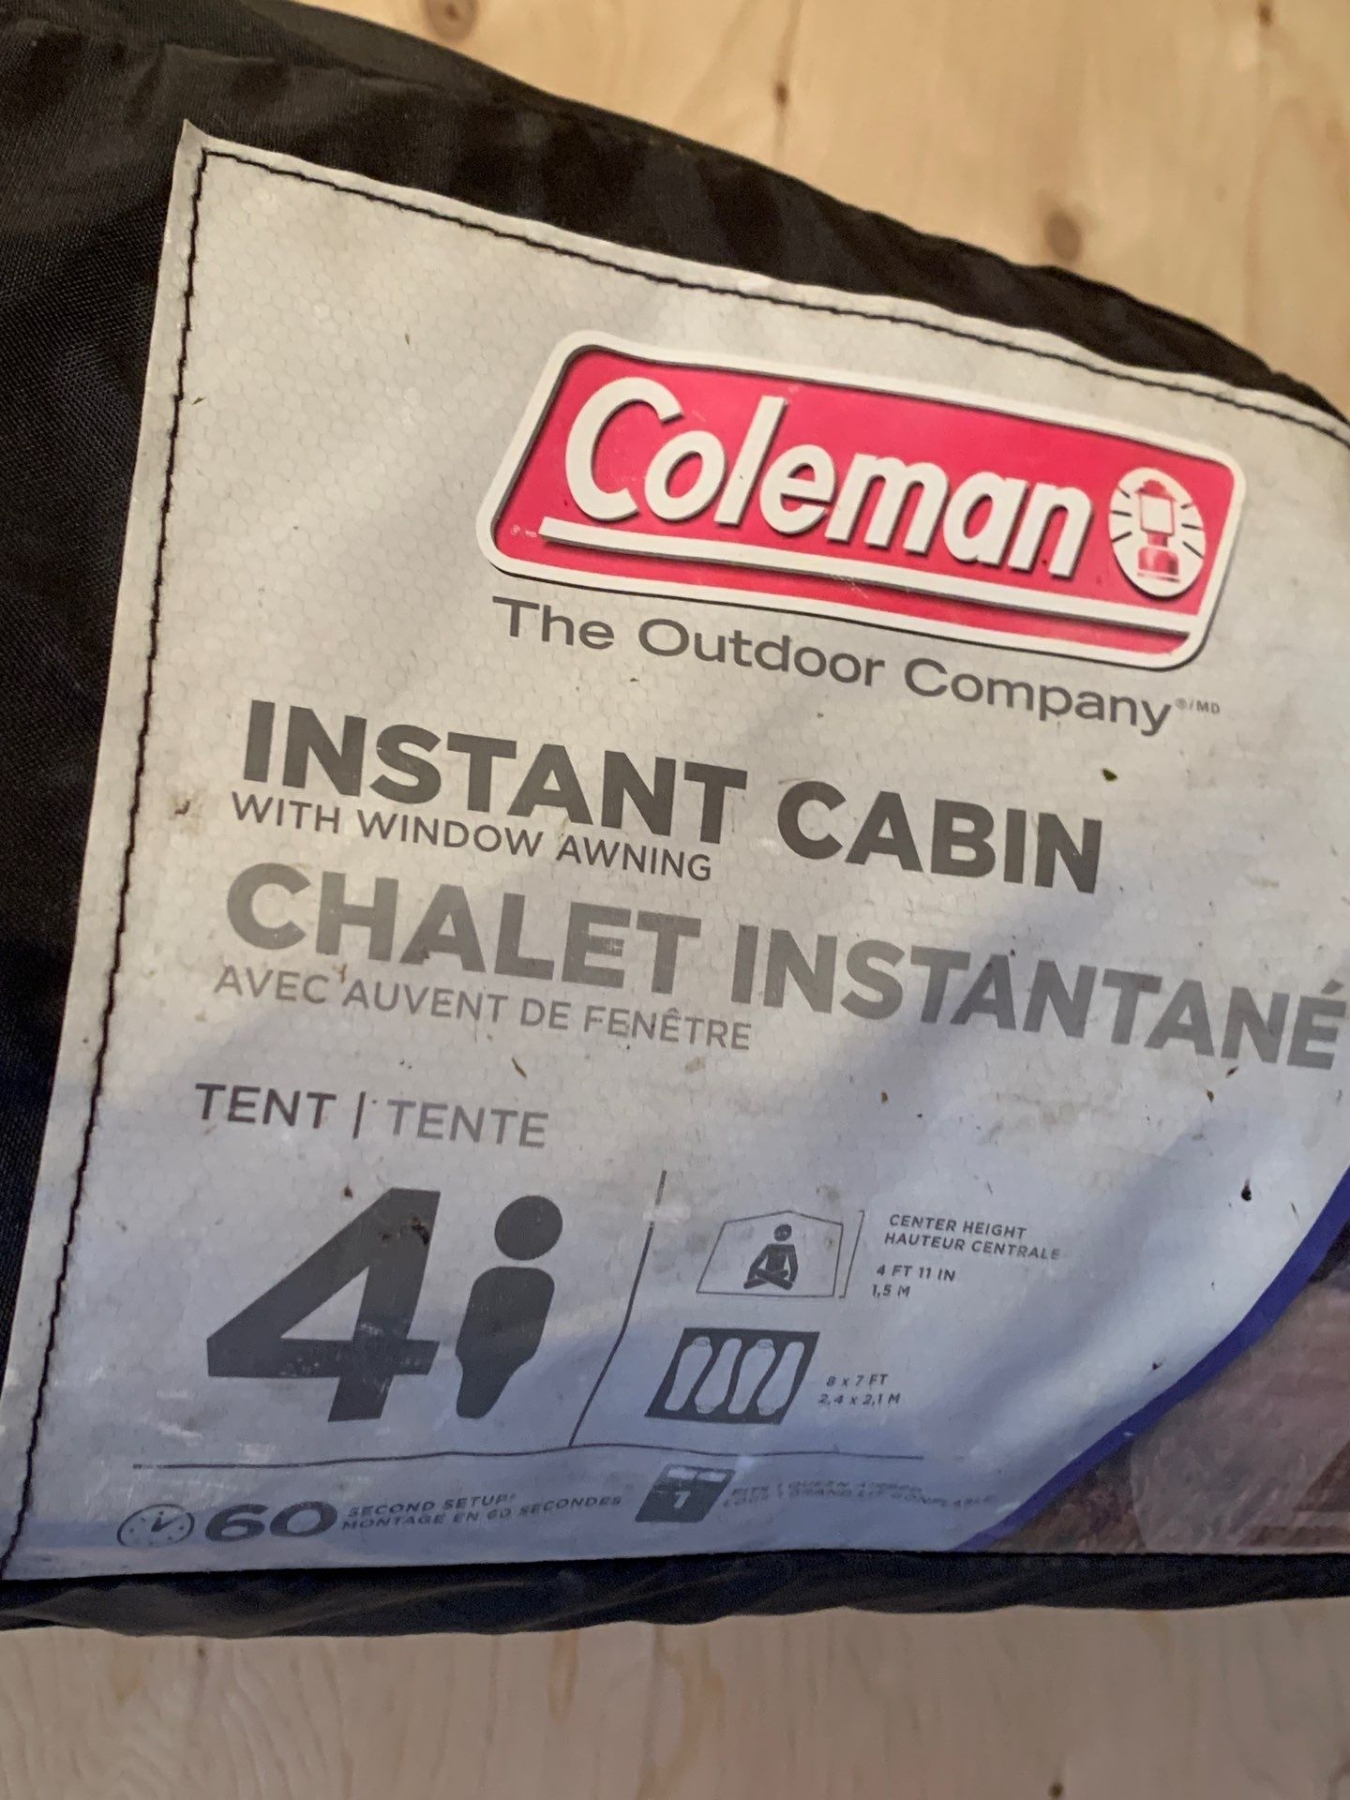 Coleman
The Outdoor Company®/MD
INSTANT CABIN
WITH WINDOW AWNING
CHALET INSTANTANÉ
AVEC AUVENT DE FENÊTRE
TENT | TENTE
4
CENTER HEIGHT
HAUTEUR CENTRALE
4 FT 11 IN
1,5 M
8 x 7 FT
2,4 x 2,1 M
60 SECOND SETUP*
MONTAGE EN 60 SECONDES
1
1 QUEEN